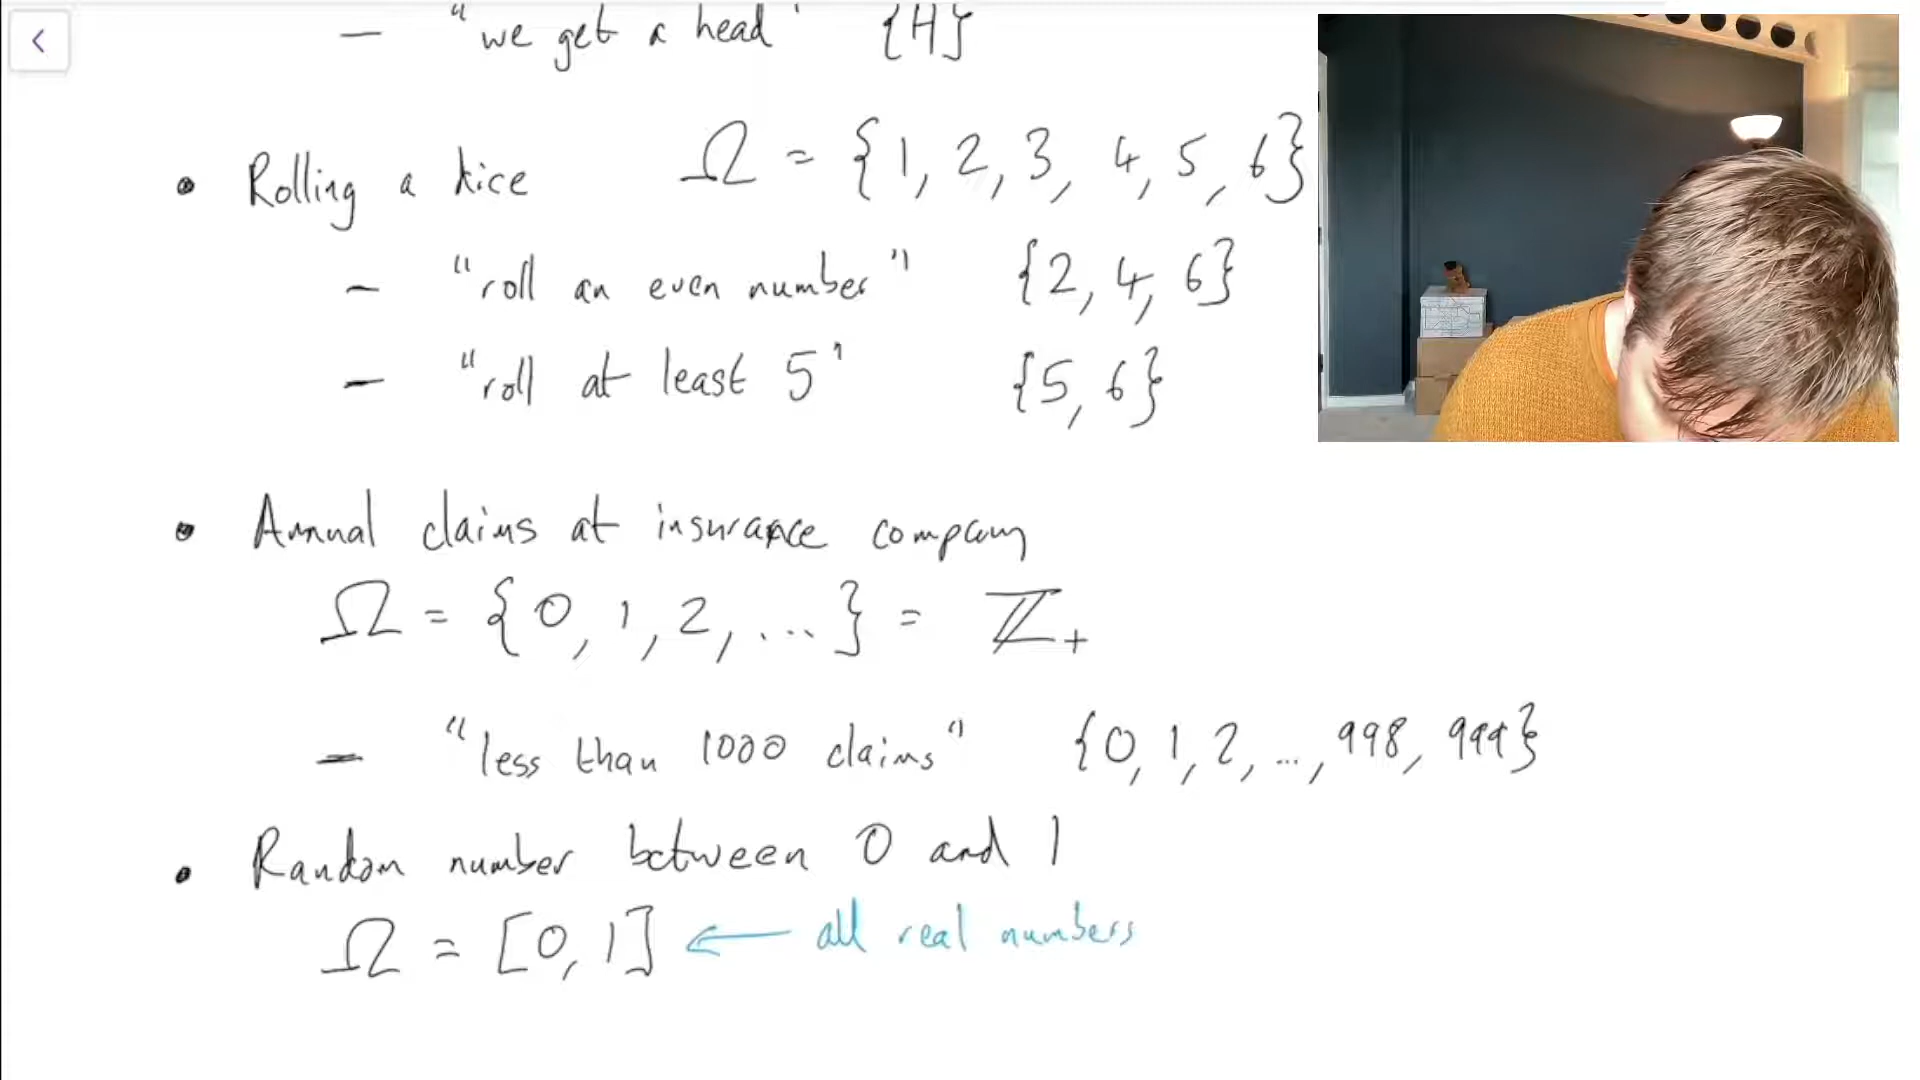 — "we get a head" {H}
• Rolling a dice Ω = {1, 2, 3, 4, 5, 6}
– "roll an even number" {2, 4, 6}
– "roll at least 5" {5, 6}
• Annual claims at insurance company
Ω = {0, 1, 2, ...} = ℤ₊
– "less than 1000 claims" {0, 1, 2, ..., 998, 999}
• Random number between 0 and 1
Ω = [0, 1] ← all real numbers